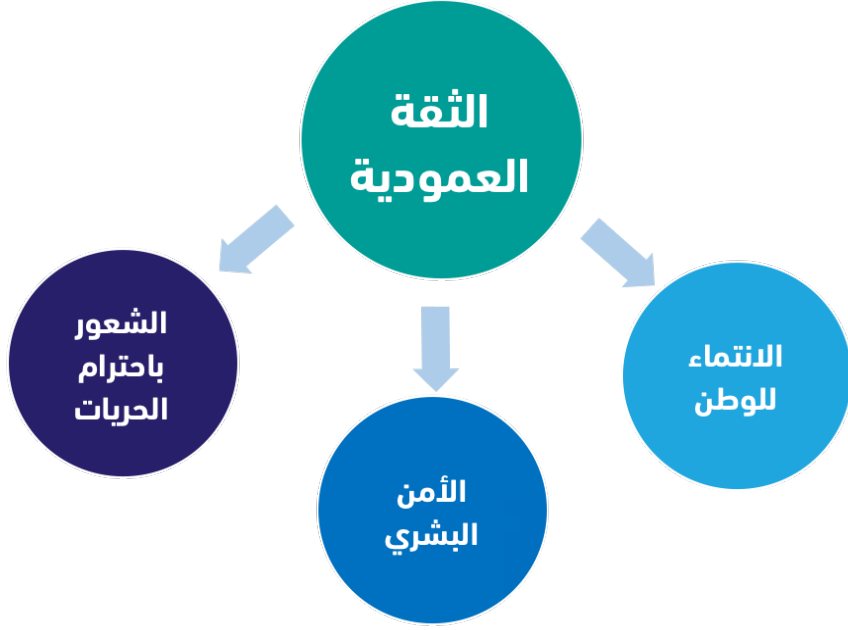 الثقة
العمودية
الانتماء
للوطن
الأمن
البشري
الشعور
باحترام
الحريات